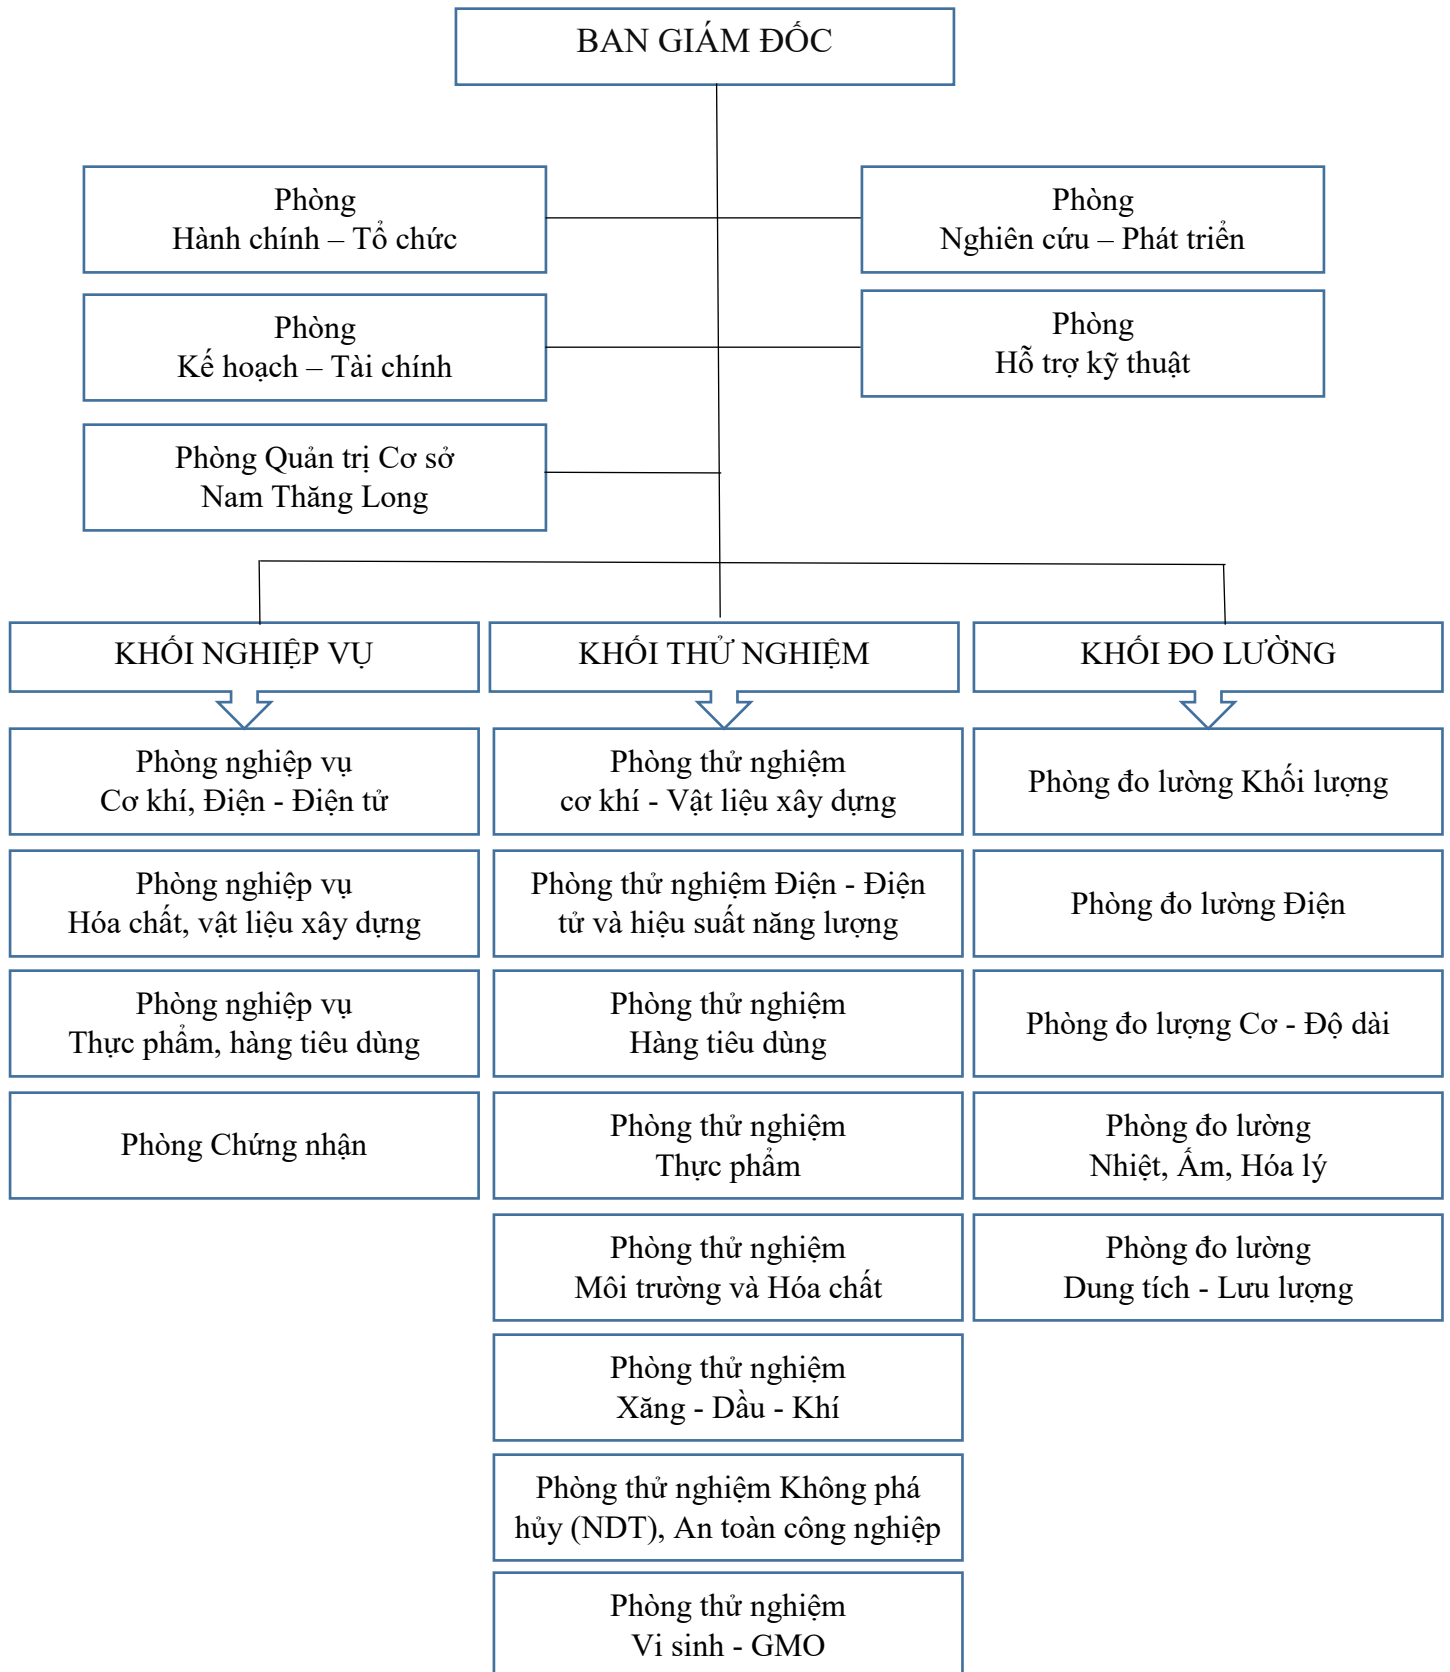 BAN GIÁM ĐỐC
Phòng
Hành chính – Tổ chức
Phòng
Nghiên cứu – Phát triển
Phòng
Kế hoạch – Tài chính
Phòng
Hỗ trợ kỹ thuật
Phòng Quản trị Cơ sở
Nam Thăng Long
KHỐI NGHIỆP VỤ
Phòng nghiệp vụ
Cơ khí, Điện - Điện tử
Phòng nghiệp vụ
Hóa chất, vật liệu xây dựng
Phòng nghiệp vụ
Thực phẩm, hàng tiêu dùng
Phòng Chứng nhận
KHỐI THỬ NGHIỆM
Phòng thử nghiệm
cơ khí - Vật liệu xây dựng
Phòng thử nghiệm Điện - Điện
tử và hiệu suất năng lượng
Phòng thử nghiệm
Hàng tiêu dùng
Phòng thử nghiệm
Thực phẩm
Phòng thử nghiệm
Môi trường và Hóa chất
Phòng thử nghiệm
Xăng - Dầu - Khí
Phòng thử nghiệm Không phá
hủy (NDT), An toàn công nghiệp
Phòng thử nghiệm
Vi sinh - GMO
KHỐI ĐO LƯỜNG
Phòng đo lường Khối lượng
Phòng đo lường Điện
Phòng đo lượng Cơ - Độ dài
Phòng đo lường
Nhiệt, Ẩm, Hóa lý
Phòng đo lường
Dung tích - Lưu lượng